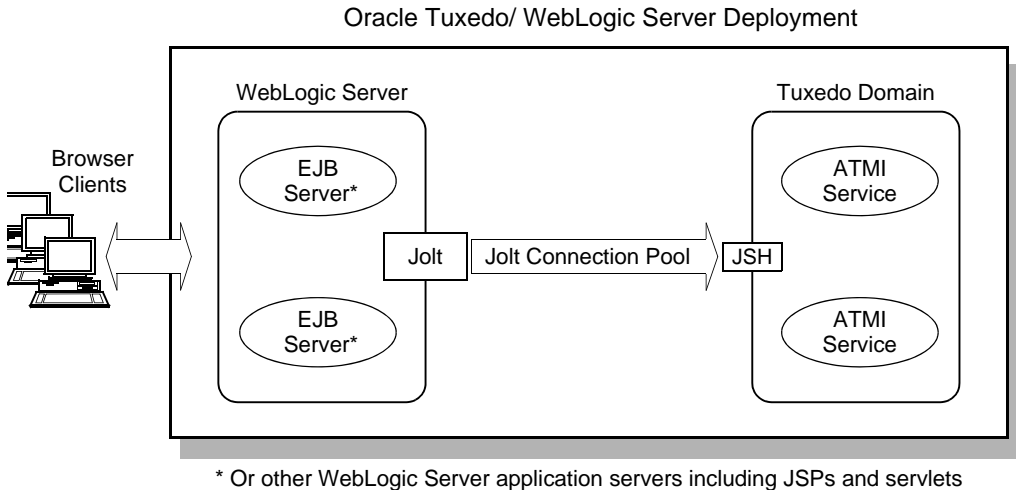 Oracle Tuxedo/ WebLogic Server Deployment
WebLogic Server
Tuxedo Domain
Browser
Clients
EJB
Server*
ATMI
Service
Jolt
Jolt Connection Pool
JSH
EJB
Server*
ATMI
Service
* Or other WebLogic Server application servers including JSPs and servlets